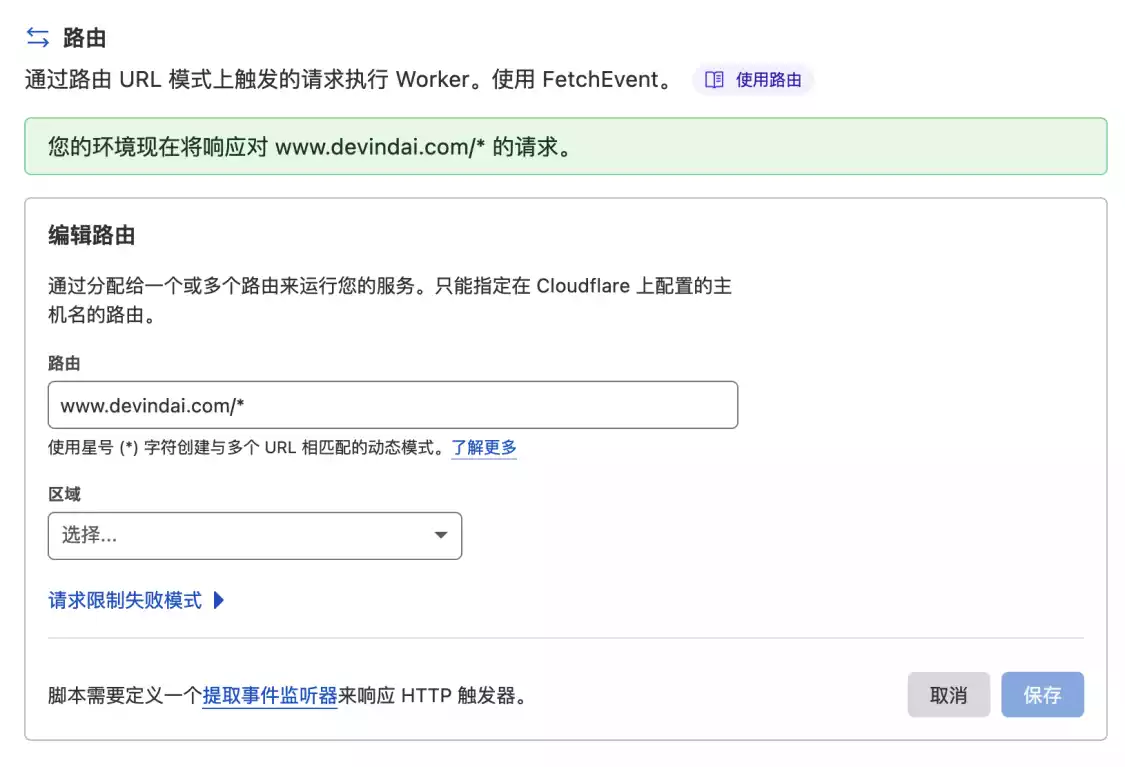 路由
通过路由 URL 模式上触发的请求执行 Worker。使用 FetchEvent。 使用路由
您的环境现在将响应对 www.devindai.com/* 的请求。
编辑路由
通过分配给一个或多个路由来运行您的服务。只能指定在 Cloudflare 上配置的主
机名的路由。
路由
www.devindai.com/*
使用星号 (*) 字符创建与多个 URL 相匹配的动态模式。了解更多
区域
选择...
请求限制失败模式
脚本需要定义一个提取事件监听器来响应 HTTP 触发器。
取消
保存